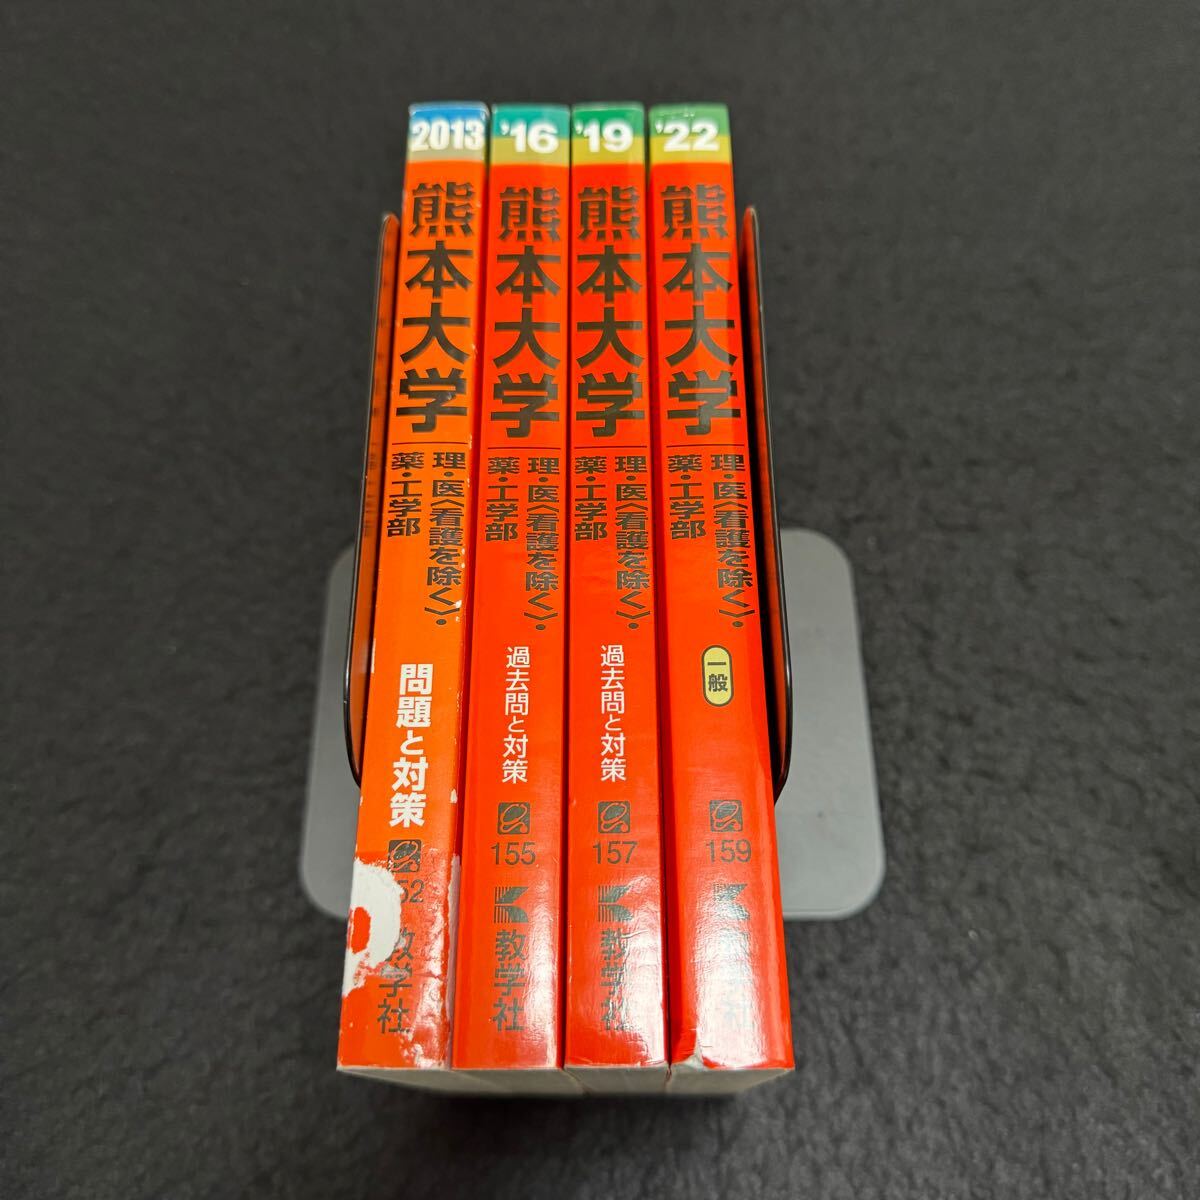 2013
熊本大学
理・医〈看護を除く〉・
薬・工学部
問題と対策
52
教学社
'16
熊本大学
理・医〈看護を除く〉・
薬・工学部
過去問と対策
155
教学社
'19
熊本大学
理・医〈看護を除く〉・
薬・工学部
過去問と対策
157
教学社
'22
熊本大学
理・医〈看護を除く〉・
薬・工学部
一般
159
教学社